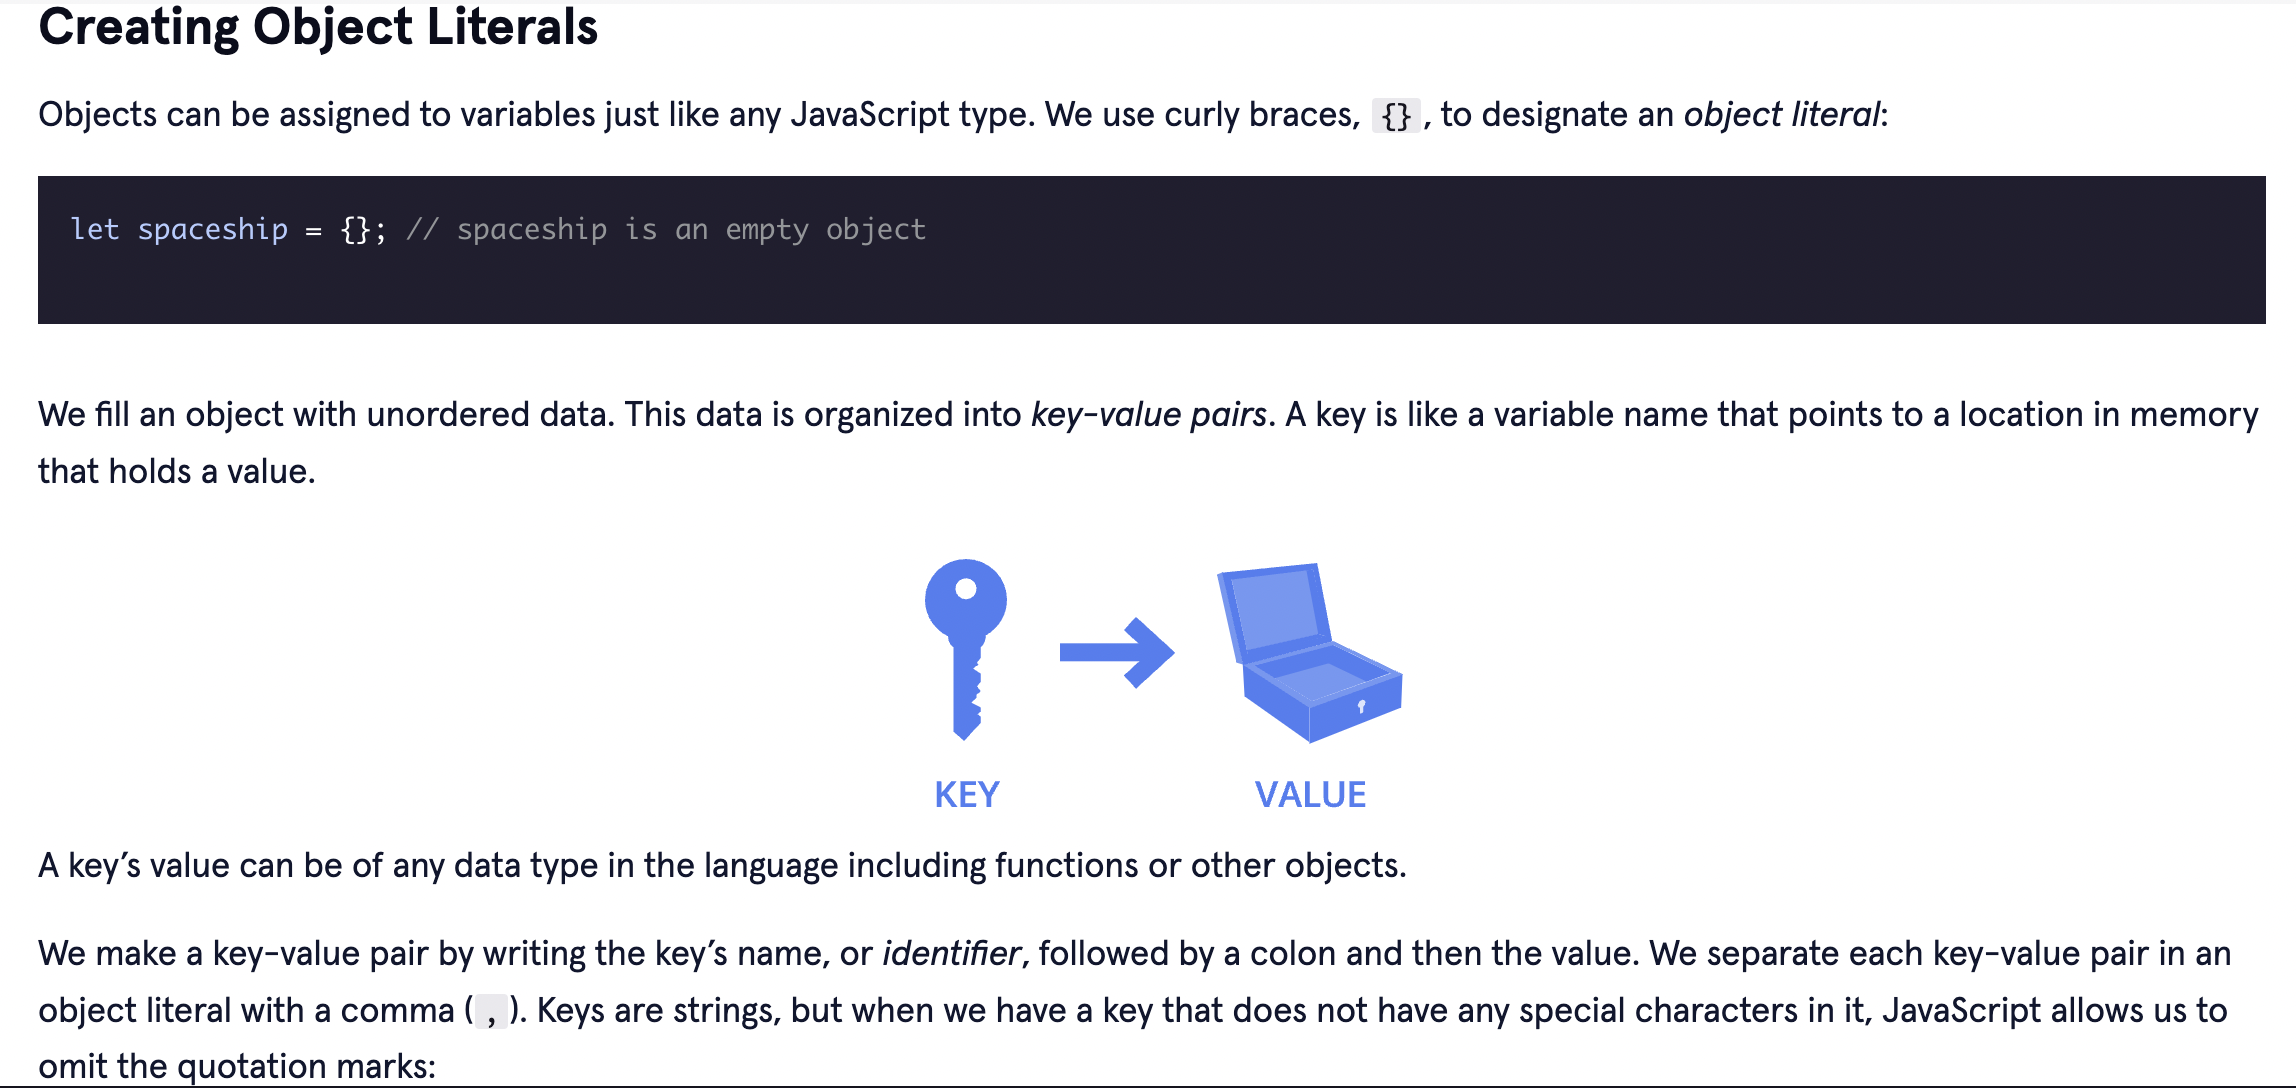 Creating Object Literals
Objects can be assigned to variables just like any JavaScript type. We use curly braces, {}, to designate an object literal:
let spaceship = {}; // spaceship is an empty object
We fill an object with unordered data. This data is organized into key-value pairs. A key is like a variable name that points to a location in memory
that holds a value.
KEY VALUE
A key’s value can be of any data type in the language including functions or other objects.
We make a key-value pair by writing the key’s name, or identifier, followed by a colon and then the value. We separate each key-value pair in an
object literal with a comma ( , ). Keys are strings, but when we have a key that does not have any special characters in it, JavaScript allows us to
omit the quotation marks: